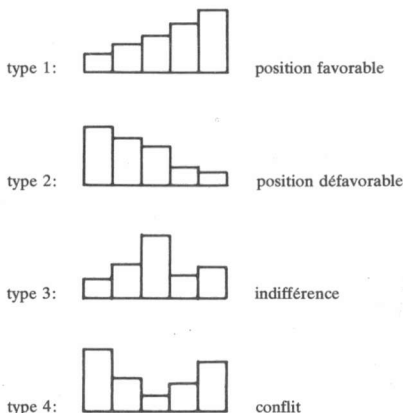 type 1: position favorable
type 2: position défavorable
type 3: indifférence
type 4: conflit